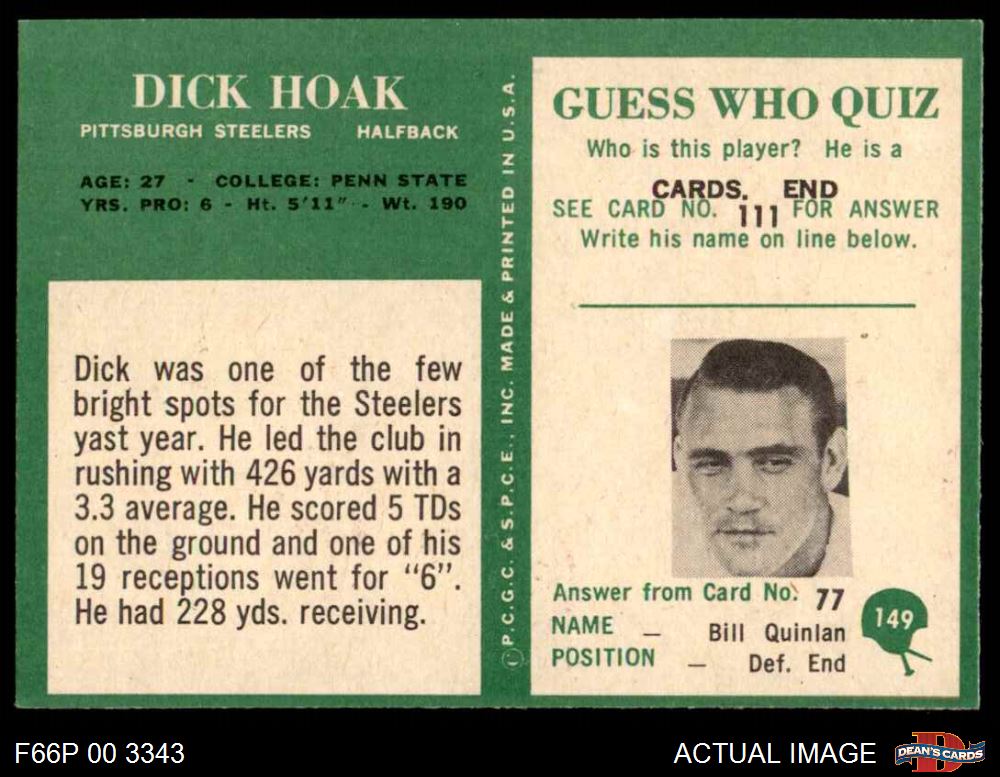 DICK HOAK
PITTSBURGH STEELERS HALFBACK
AGE: 27 - COLLEGE: PENN STATE
YRS. PRO: 6 - Ht. 5'11" - Wt. 190
Dick was one of the few
bright spots for the Steelers
yast year. He led the club in
rushing with 426 yards with a
3.3 average. He scored 5 TDs
on the ground and one of his
19 receptions went for "6".
He had 228 yds. receiving.
©P.C.G.C. & S.P.C.E., INC. MADE & PRINTED IN U.S.A.
GUESS WHO QUIZ
Who is this player? He is a
CARDS. END
SEE CARD NO. 111 FOR ANSWER
Write his name on line below.
Answer from Card No. 77
NAME – Bill Quinlan
POSITION – Def. End
149
F66P 00 3343
ACTUAL IMAGE
D
DEAN'S CARDS